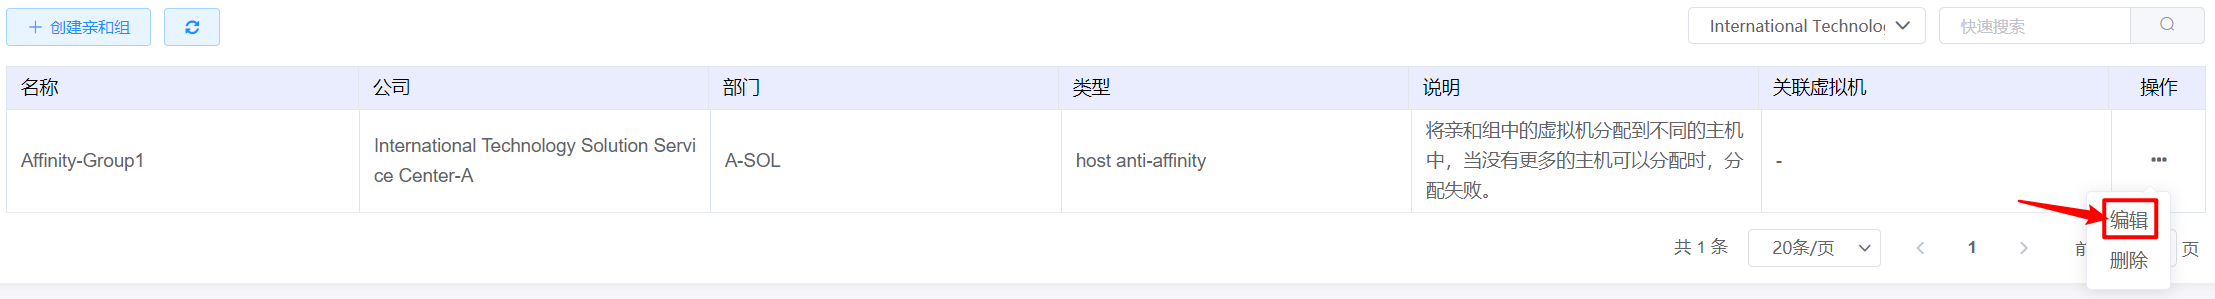 + 创建亲和组
International Technolo
快速搜索
名称 公司 部门 类型 说明 关联虚拟机 操作
Affinity-Group1
International Technology Solution Servi
ce Center-A
A-SOL
host anti-affinity
将亲和组中的虚拟机分配到不同的主机
中，当没有更多的主机可以分配时，分
配失败。
-
编辑
删除
共 1 条 20条/页 1 前 页